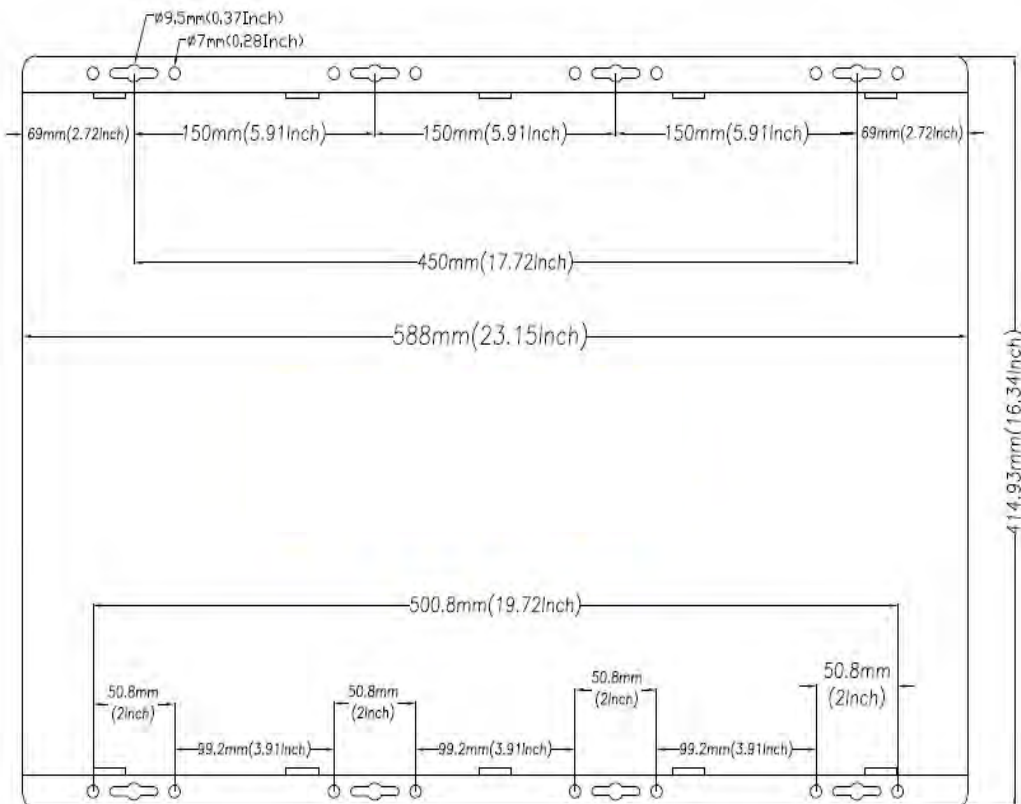 ø9.5mm(0.37Inch)
ø7mm(0.28Inch)
69mm(2.72Inch)
150mm(5.91Inch)
150mm(5.91Inch)
150mm(5.91Inch)
69mm(2.72Inch)
450mm(17.72Inch)
588mm(23.15Inch)
414.93mm(16.34Inch)
500.8mm(19.72Inch)
50.8mm
(2Inch)
50.8mm
(2Inch)
50.8mm
(2Inch)
50.8mm
(2Inch)
99.2mm(3.91Inch)
99.2mm(3.91Inch)
99.2mm(3.91Inch)